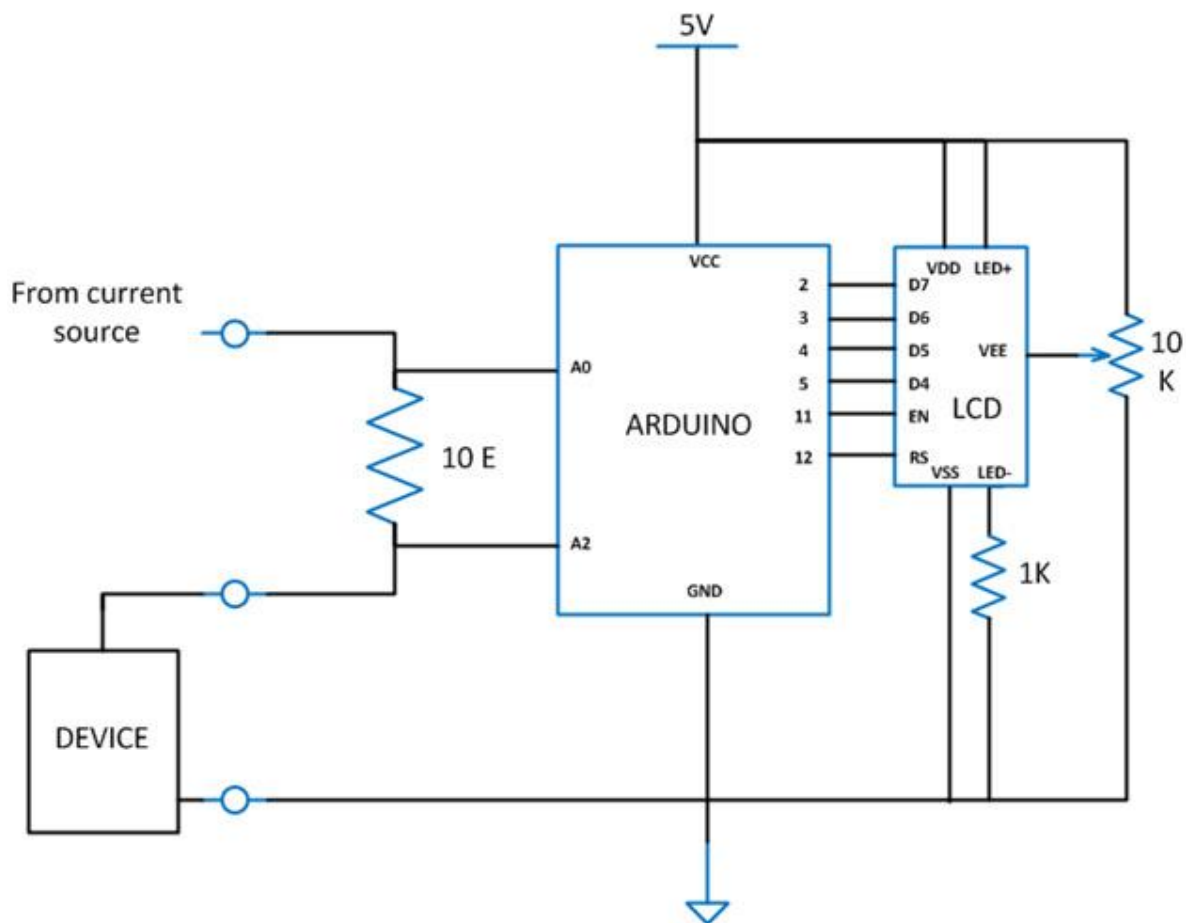 5V
From current
source
VCC
A0
A2
10 E
ARDUINO
GND
2
3
4
5
11
12
VDD LED+
D7
D6
D5
D4
EN
RS
VEE
LCD
VSS LED-
10
K
1K
DEVICE